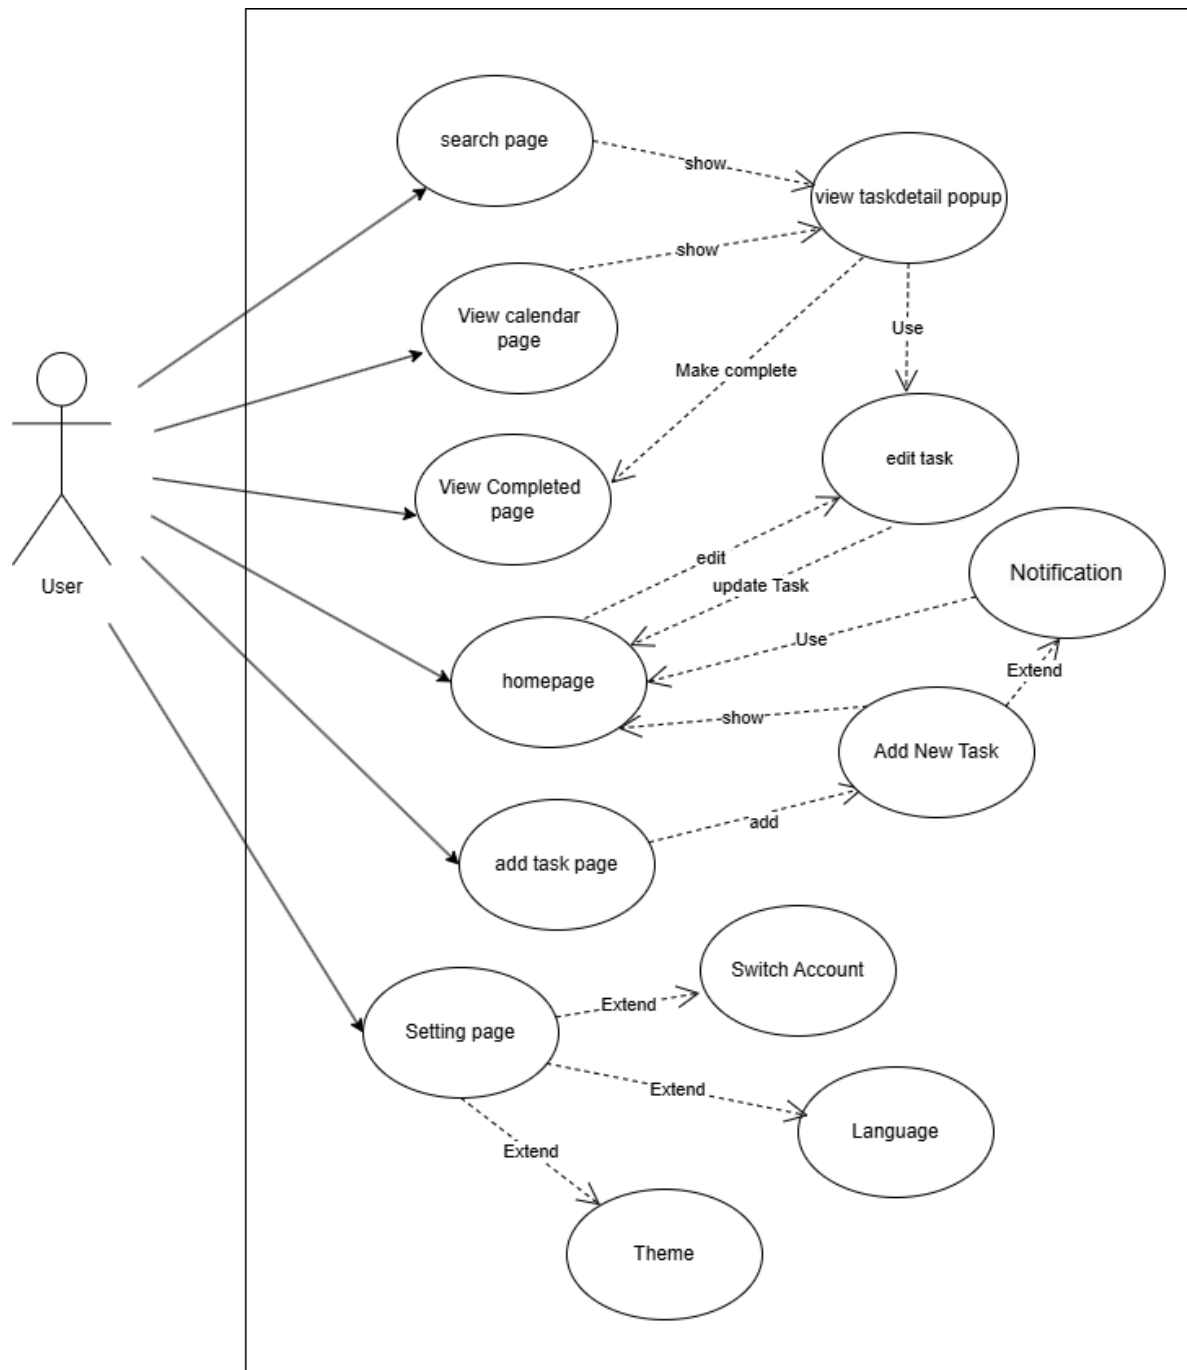 search page
show
view taskdetail popup
show
View calendar
page
Use
Make complete
edit task
View Completed
page
edit
Notification
User
update Task
Use
Extend
homepage
show
Add New Task
add
add task page
Switch Account
Extend
Setting page
Extend
Language
Extend
Theme